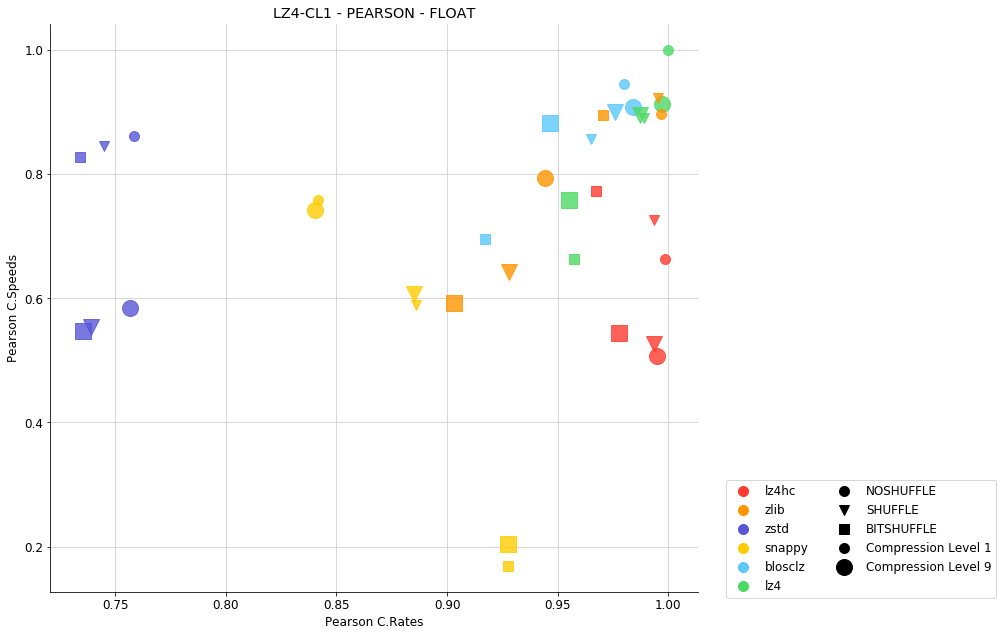 LZ4-CL1 - PEARSON - FLOAT
1.0
0.8
0.6
0.4
0.2
Pearson C.Speeds
0.75
0.80
0.85
0.90
0.95
1.00
Pearson C.Rates
lz4hc
zlib
zstd
snappy
blosclz
lz4
NOSHUFFLE
SHUFFLE
BITSHUFFLE
Compression Level 1
Compression Level 9